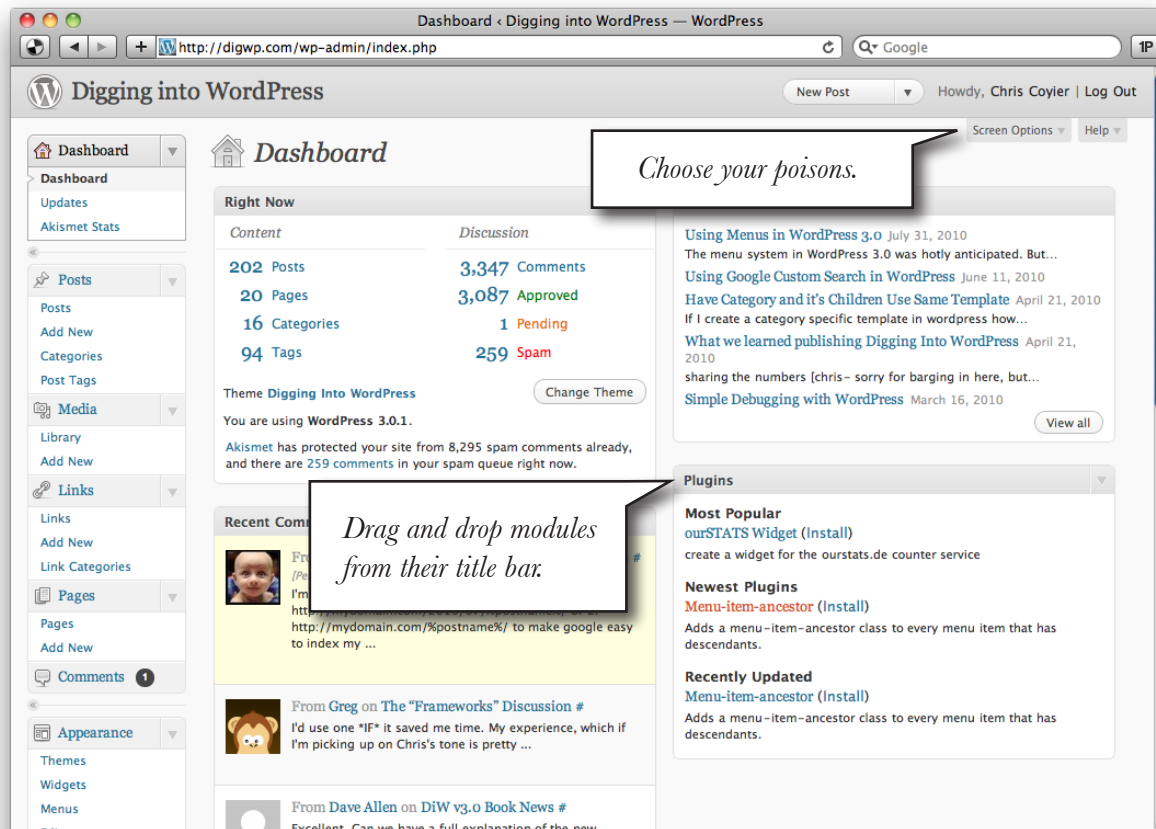 Dashboard ‹ Digging into WordPress — WordPress
http://digwp.com/wp-admin/index.php
Google
1P
Digging into WordPress
New Post
Howdy, Chris Coyier | Log Out
Screen Options
Help
Dashboard
Dashboard
Updates
Akismet Stats
Posts
Posts
Add New
Categories
Post Tags
Media
Library
Add New
Links
Links
Add New
Link Categories
Pages
Pages
Add New
Comments 1
Appearance
Themes
Widgets
Menus
Dashboard
Choose your poisons.
Right Now
Content
Discussion
202 Posts
3,347 Comments
20 Pages
3,087 Approved
16 Categories
1 Pending
94 Tags
259 Spam
Theme Digging Into WordPress
Change Theme
You are using WordPress 3.0.1.
Akismet has protected your site from 8,295 spam comments already,
and there are 259 comments in your spam queue right now.
Drag and drop modules
from their title bar.
Recent
#
I'm
http://mydomain.com/%postname%/ to make google easy
to index my ...
From Greg on The “Frameworks” Discussion #
I'd use one *IF* it saved me time. My experience, which if
I'm picking up on Chris's tone is pretty ...
From Dave Allen on DiW v3.0 Book News #
Excellent. Can we have a full explanation of the new
Using Menus in WordPress 3.0 July 31, 2010
The menu system in WordPress 3.0 was hotly anticipated. But...
Using Google Custom Search in WordPress June 11, 2010
Have Category and it's Children Use Same Template April 21, 2010
If I create a category specific template in wordpress how...
What we learned publishing Digging Into WordPress April 21,
2010
sharing the numbers [chris– sorry for barging in here, but...
Simple Debugging with WordPress March 16, 2010
View all
Plugins
Most Popular
ourSTATS Widget (Install)
create a widget for the ourstats.de counter service
Newest Plugins
Menu-item-ancestor (Install)
Adds a menu-item-ancestor class to every menu item that has
descendants.
Recently Updated
Menu-item-ancestor (Install)
Adds a menu-item-ancestor class to every menu item that has
descendants.